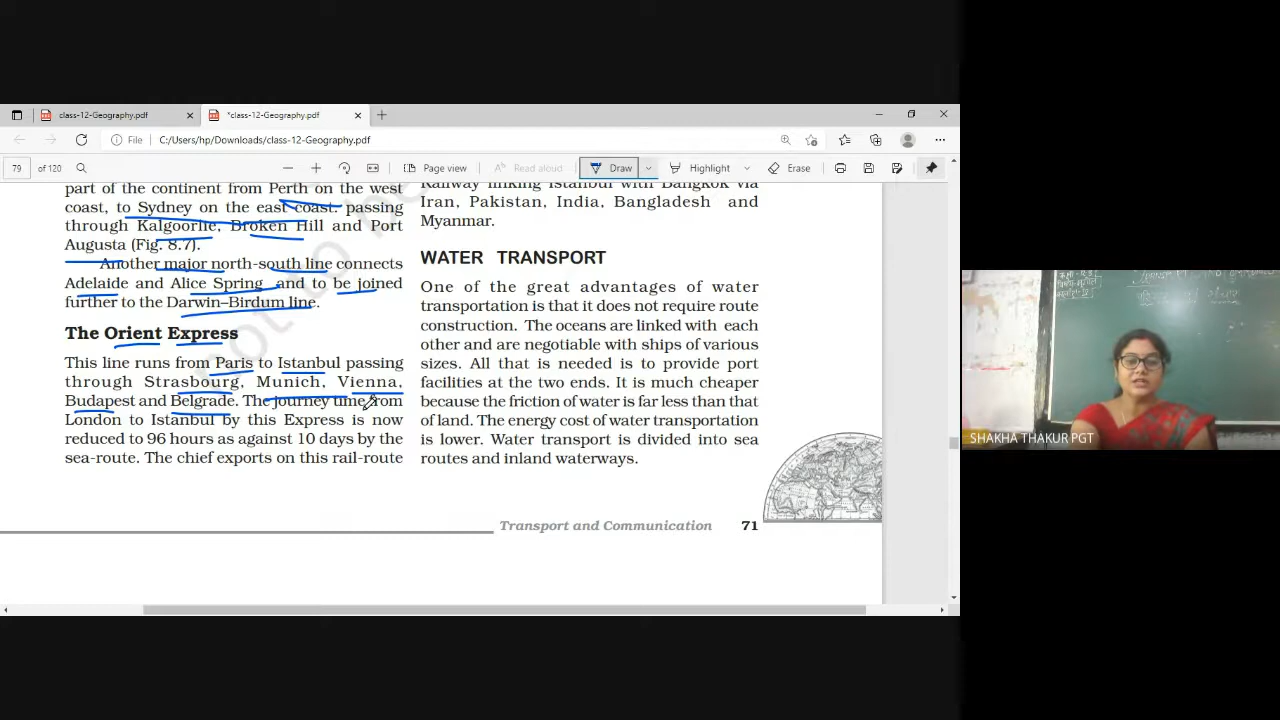 class-12-Geography.pdf
*class-12-Geography.pdf
File
C:/Users/hp/Downloads/class-12-Geography.pdf
79 of 120
Page view
Read aloud
Draw
Highlight
Erase
part of the continent from Perth on the west
coast, to Sydney on the east coast. passing
through Kalgoorlie, Broken Hill and Port
Augusta (Fig. 8.7).
Another major north-south line connects
Adelaide and Alice Spring and to be joined
further to the Darwin–Birdum line.
The Orient Express
This line runs from Paris to Istanbul passing
through Strasbourg, Munich, Vienna,
Budapest and Belgrade. The journey time from
London to Istanbul by this Express is now
reduced to 96 hours as against 10 days by the
sea-route. The chief exports on this rail-route
Railway linking Istanbul with Bangkok via
Iran, Pakistan, India, Bangladesh and
Myanmar.
WATER TRANSPORT
One of the great advantages of water
transportation is that it does not require route
construction. The oceans are linked with each
other and are negotiable with ships of various
sizes. All that is needed is to provide port
facilities at the two ends. It is much cheaper
because the friction of water is far less than that
of land. The energy cost of water transportation
is lower. Water transport is divided into sea
routes and inland waterways.
Transport and Communication 71
not to
SHAKHA THAKUR PGT